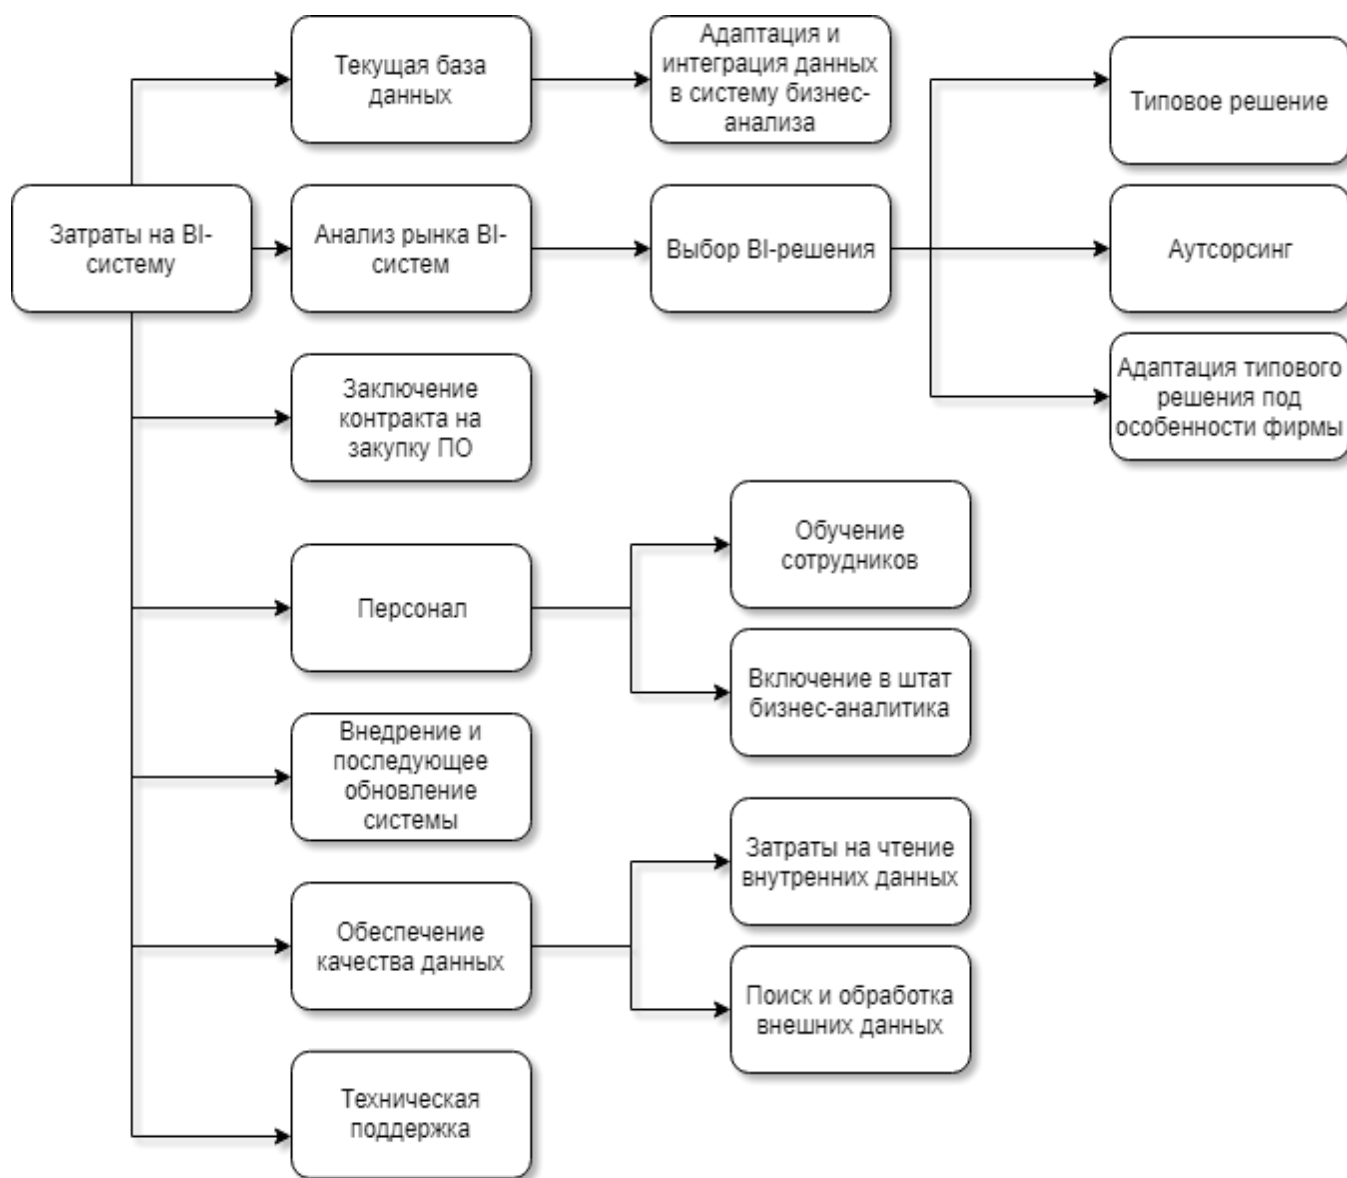 Текущая база
данных
Адаптация и
интеграция данных
в систему бизнес-
анализа
Типовое решение
Затраты на BI-
систему
Анализ рынка BI-
систем
Выбор BI-решения
Аутсорсинг
Заключение
контракта на
закупку ПО
Адаптация типового
решения под
особенности фирмы
Обучение
сотрудников
Персонал
Включение в штат
бизнес-аналитика
Внедрение и
последующее
обновление
системы
Затраты на чтение
внутренних данных
Обеспечение
качества данных
Поиск и обработка
внешних данных
Техническая
поддержка